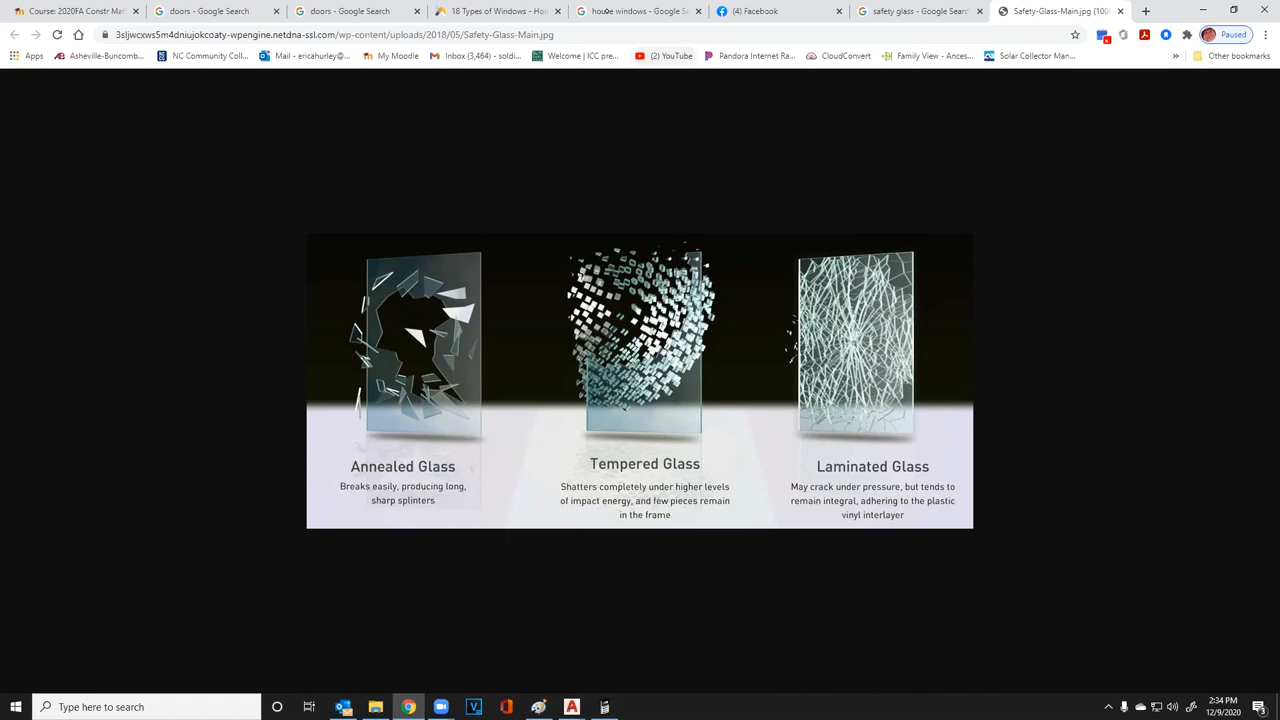 Course: 2020FA Constr Mat
doors - Google Search
doors - Google Search
18 Types of Windows - Hom
house windows - Google Se
(4) Facebook
safety glass - Google Search
Safety-Glass-Main.jpg (100
3sljwcxws5m4dniujokcoaty-wpengine.netdna-ssl.com/wp-content/uploads/2018/05/Safety-Glass-Main.jpg
Paused
Apps
Asheville-Buncomb...
NC Community Coll...
Mail - ericahurley@...
My Moodle
Inbox (3,464) - soldi...
Welcome | ICC pre...
(2) YouTube
Pandora Internet Ra...
CloudConvert
Family View - Ances...
Solar Collector Man...
»
Other bookmarks
Annealed Glass
Breaks easily, producing long,
sharp splinters
Tempered Glass
Shatters completely under higher levels
of impact energy, and few pieces remain
in the frame
Laminated Glass
May crack under pressure, but tends to
remain integral, adhering to the plastic
vinyl interlayer
Type here to search
2:34 PM
12/9/2020